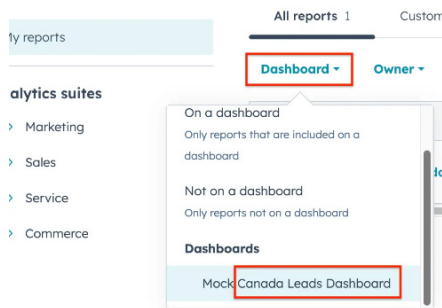 All reports 1
Custom
My reports
Dashboard
Owner
alytics suites
On a dashboard
Only reports that are included on a
dashboard
Marketing
Sales
Not on a dashboard
Only reports not on a dashboard
Service
Commerce
Dashboards
Mock Canada Leads Dashboard